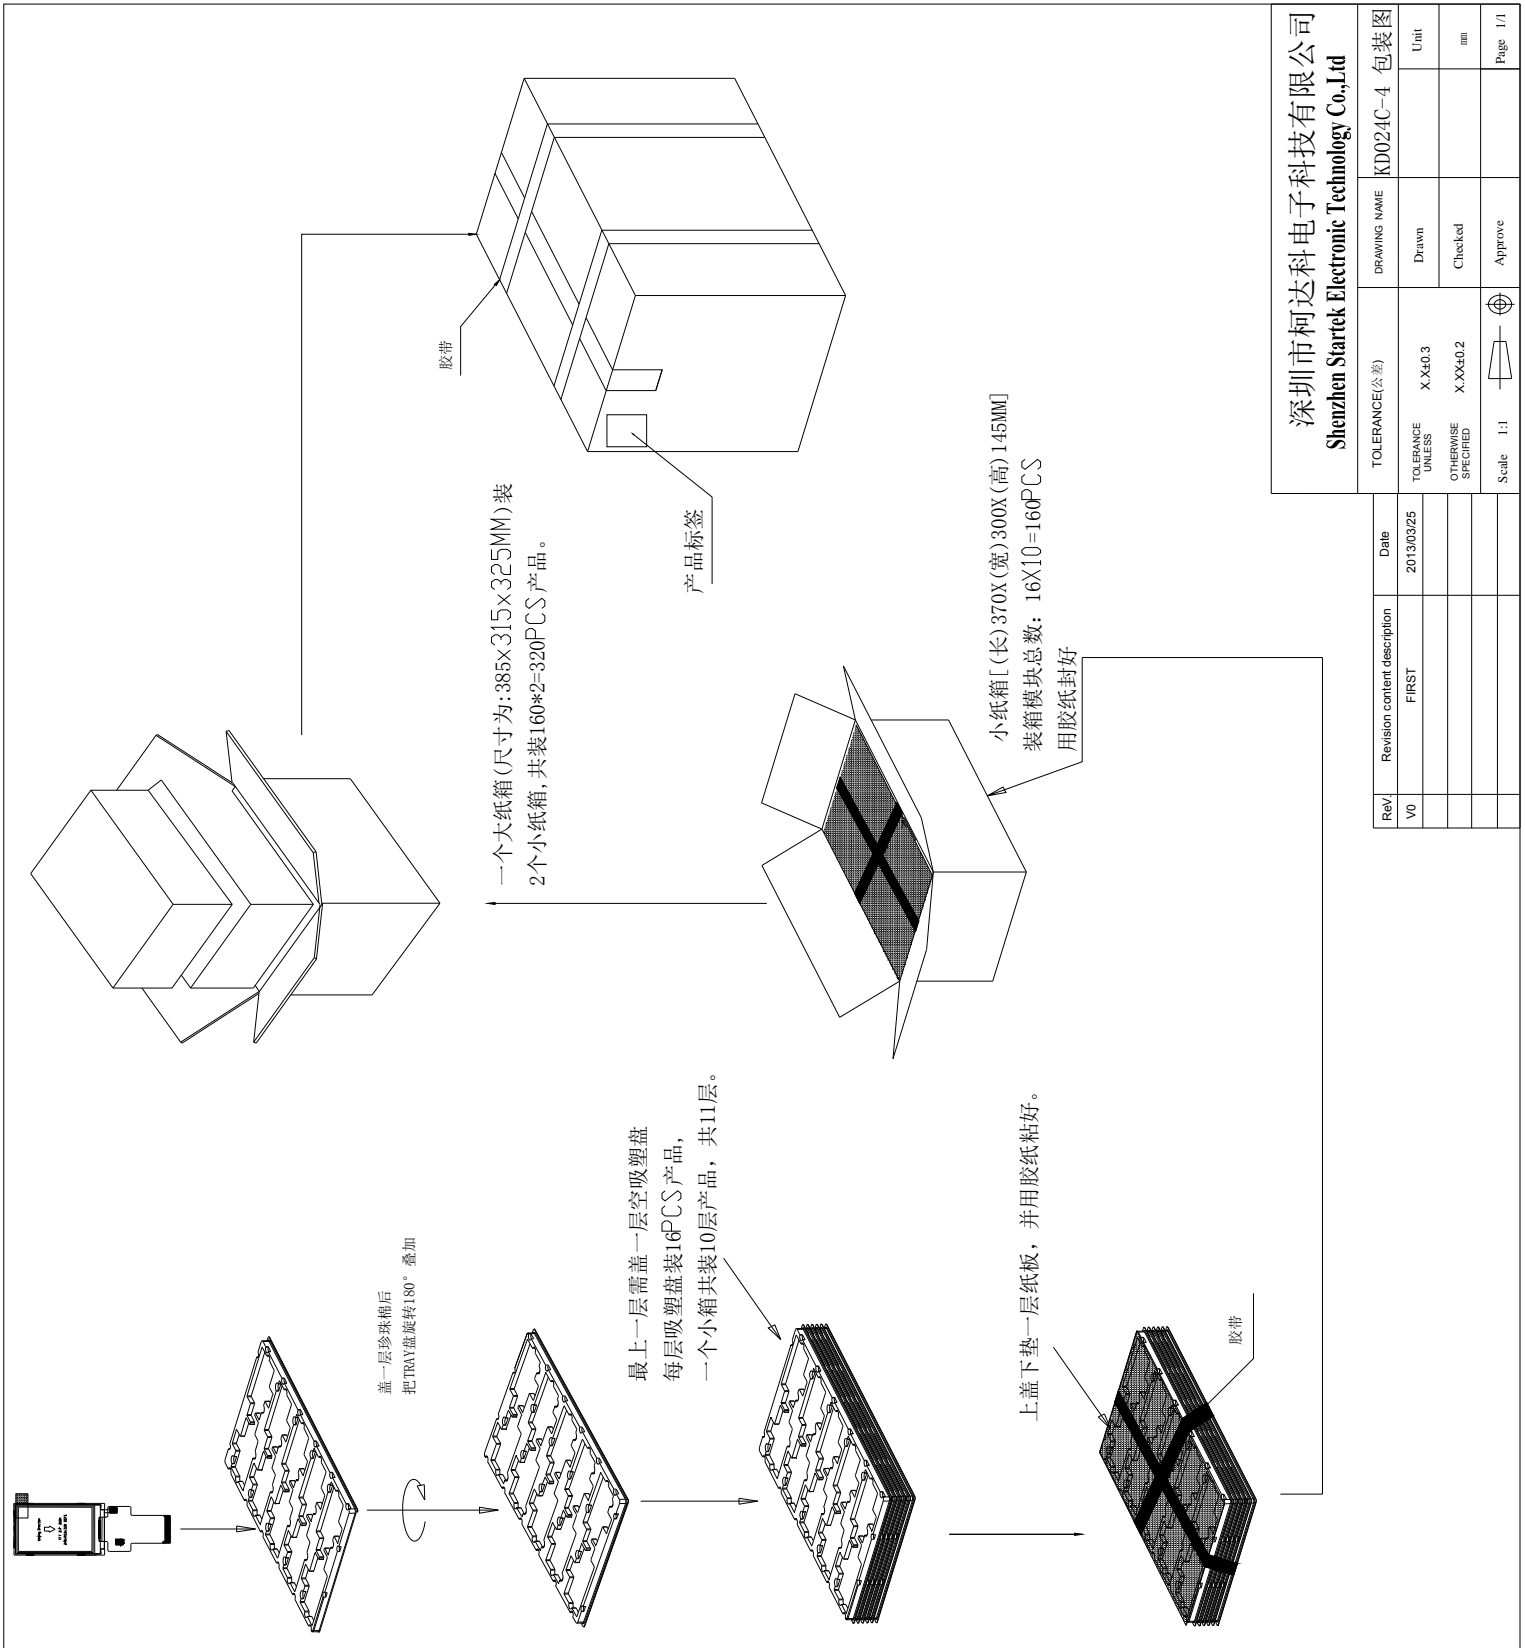 盖一层珍珠棉后
把TRAY盘旋转180° 叠加
最上一层需盖一层空吸塑盘
每层吸塑盘装16PCS产品，
一个小箱共装10层产品，共11层。
上盖下垫一层纸板，并用胶纸粘好。
胶带
小纸箱[(长)370X(宽)300X(高)145MM]
装箱模块总数：16X10=160PCS
用胶纸封好
一个大纸箱(尺寸为:385x315x325MM)装
2个小纸箱,共装160*2=320PCS产品。
胶带
产品标签
深圳市柯达科电子科技有限公司
Shenzhen Startek Electronic Technology Co.,Ltd
TOLERANCE(公差)
DRAWING NAME
KD024C-4 包装图
TOLERANCE
UNLESS
X.X±0.3
Drawn
Unit
OTHERWISE
SPECIFIED
X.XX±0.2
Checked
mm
Scale 1:1
Approve
Page 1/1
Rev.
Revision content description
Date
V0
FIRST
2013/03/25